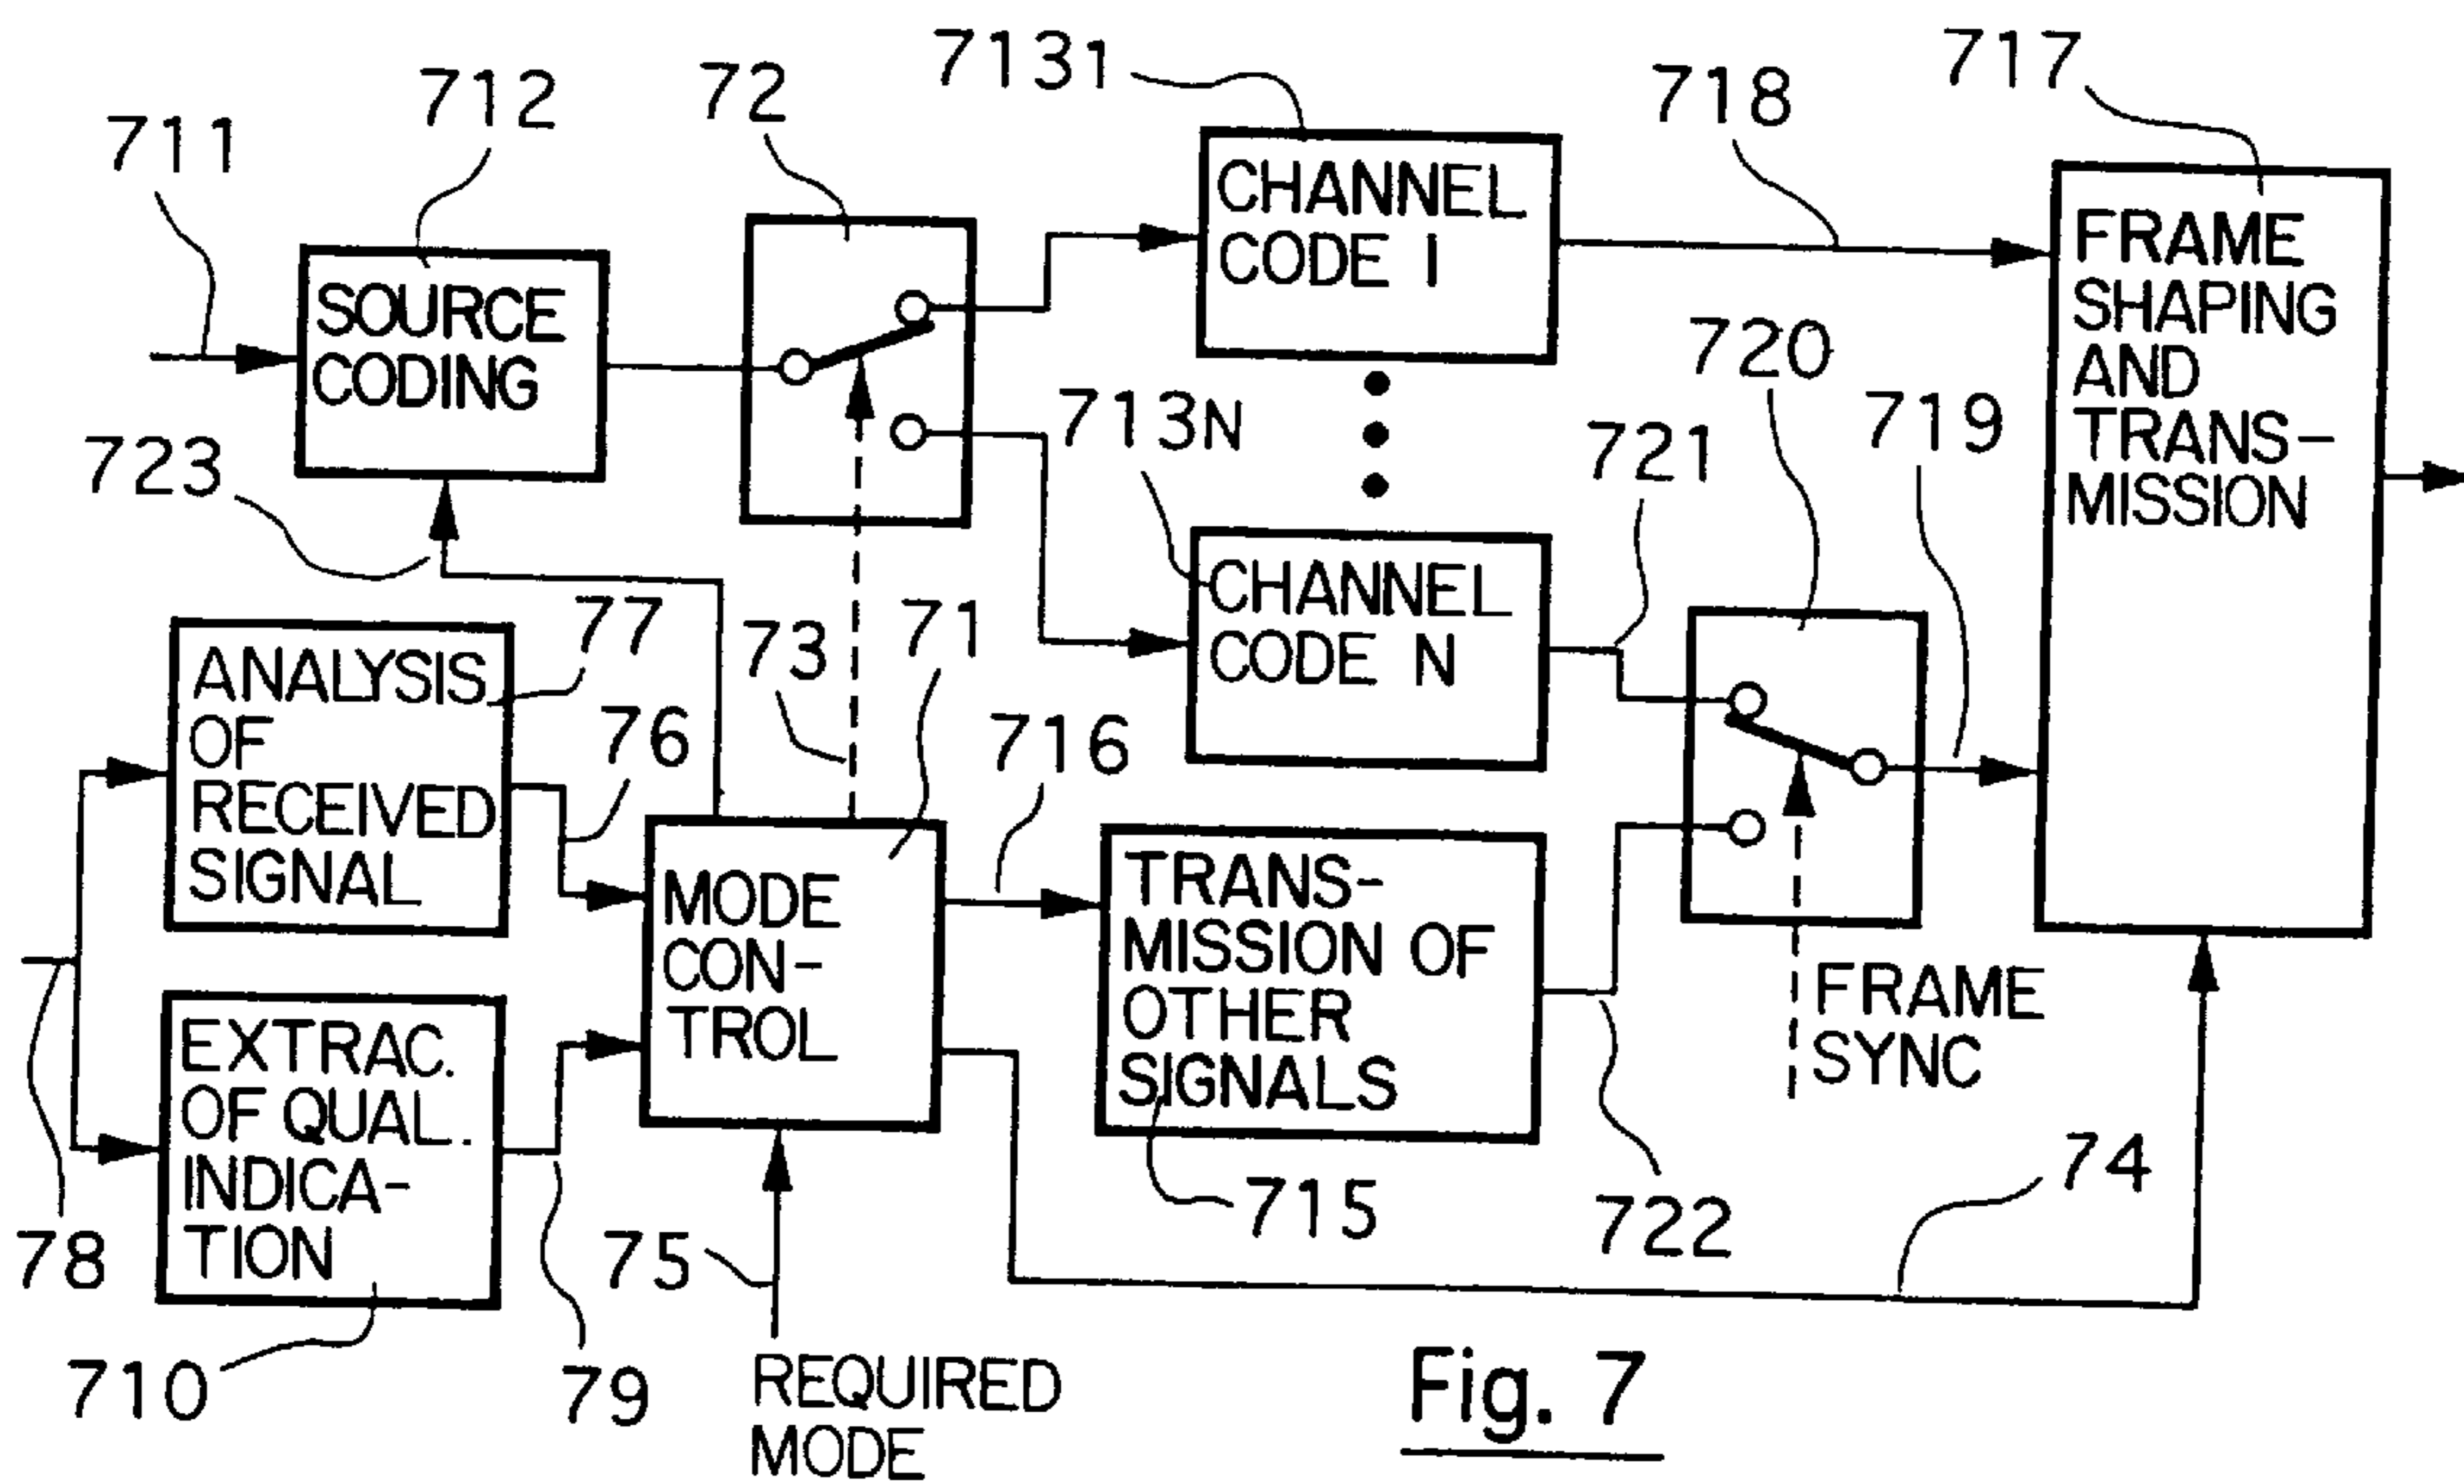 711
712
72
7131
718
717
SOURCE
CODING
CHANNEL
CODE 1
FRAME
SHAPING
AND
TRANS-
MISSION
723
713N
721
720
719
CHANNEL
CODE N
ANALYSIS
OF
RECEIVED
SIGNAL
77
76
73
71
716
MODE
CON-
TROL
TRANS-
MISSION OF
OTHER
SIGNALS
FRAME
SYNC
EXTRAC.
OF QUAL.
INDICA-
TION
78
710
79
75
REQUIRED
MODE
715
722
74
Fig. 7